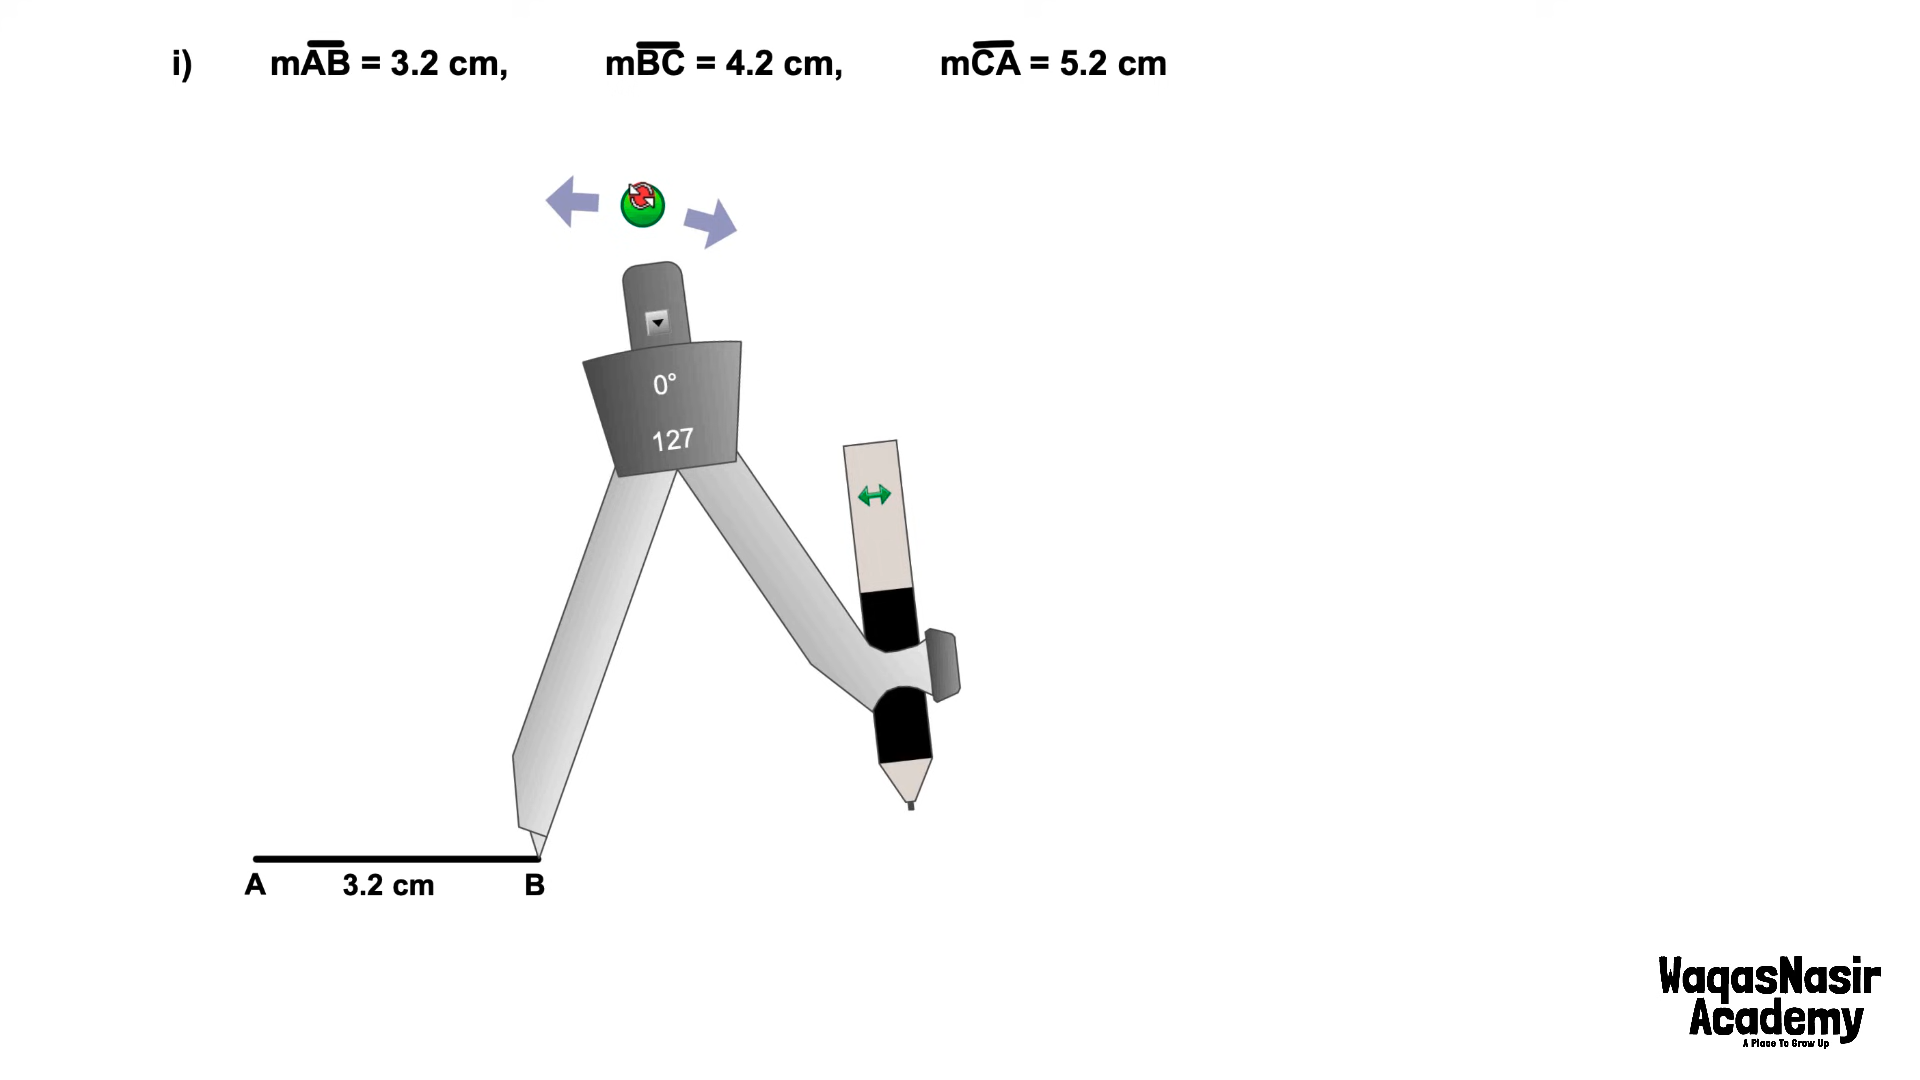 i) mAB = 3.2 cm, mBC = 4.2 cm, mCA = 5.2 cm
0°
127
A 3.2 cm B
WaqasNasir
Academy
A Place To Grow Up